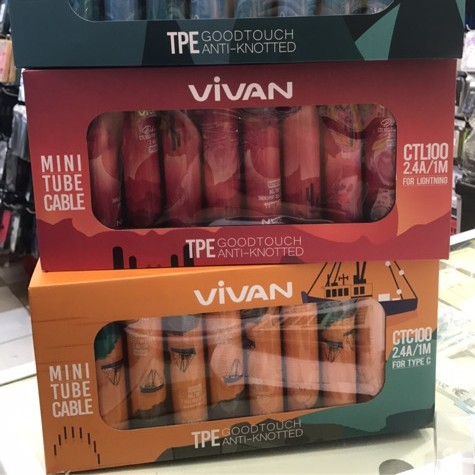 TPE GOODTOUCH
ANTI-KNOTTED
ViVAN
MINI
TUBE
CABLE
CTL100
2.4A/1M
FOR LIGHTNING
TPE GOODTOUCH
ANTI-KNOTTED
ViVAN
MINI
TUBE
CABLE
CTC100
2.4A/1M
FOR TYPE C
TPE GOODTOUCH
ANTI-KNOTTED